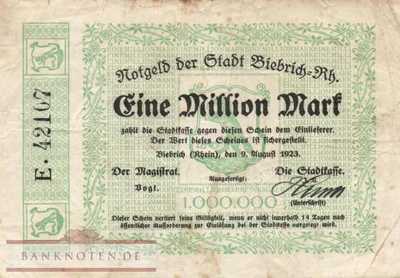 Notgeld der Stadt Biebrich-Rh.
Eine Million Mark
zahlt die Stadtkasse gegen diesen Schein dem Einlieferer.
Der Wert dieses Scheines ist sichergestellt.
Biebrich (Rhein), den 9. August 1923.
Der Magistrat. Ausgefertigt: Die Stadtkasse.
Vogt.
1.000.000
(Unterschrift)
Dieser Schein verliert seine Gültigkeit, wenn er nicht innerhalb 14 Tagen nach
öffentlicher Aufforderung zur Einlösung bei der Stadtkasse vorgelegt wird.
E · 42107
BANKNOTEN.DE